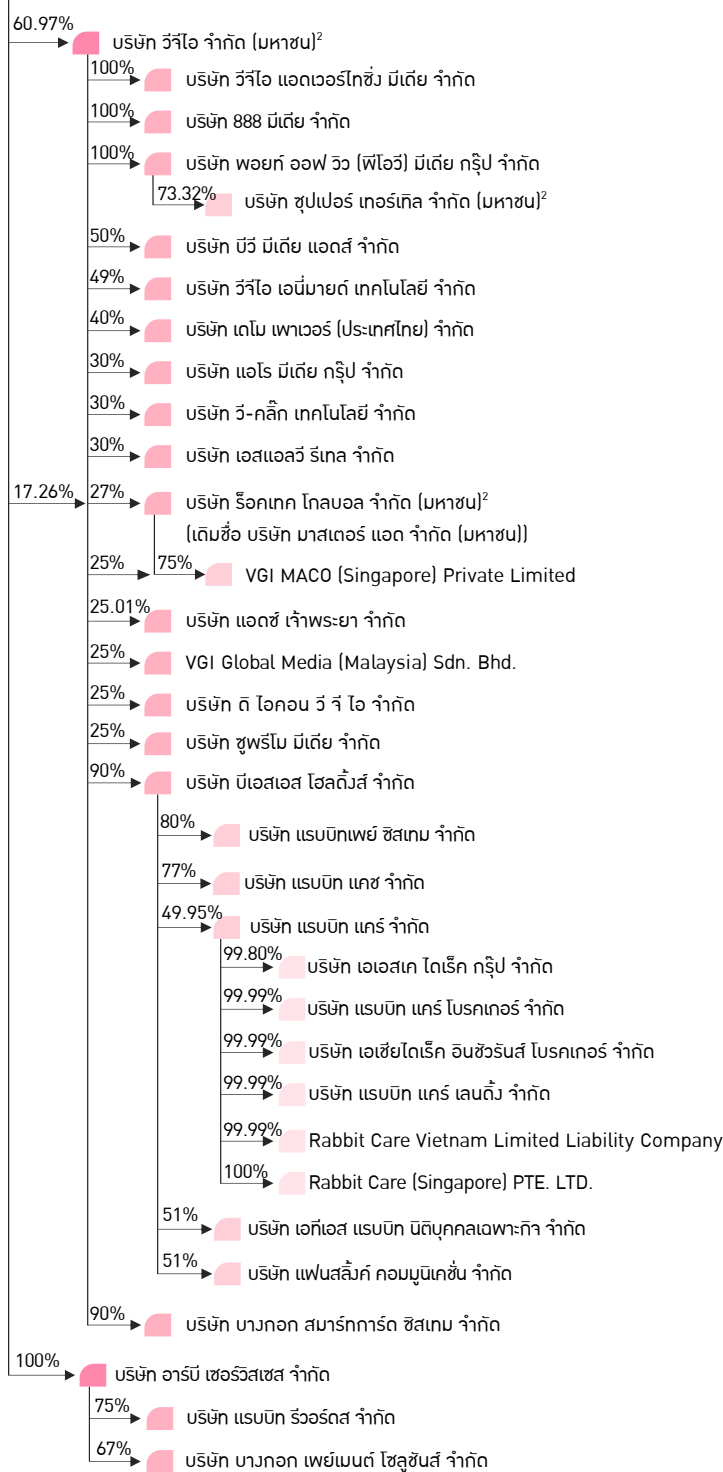 60.97%
บริษัท วีจีไอ จำกัด (มหาชน)²
100%
บริษัท วีจีไอ แอดเวอร์ไทซิ่ง มีเดีย จำกัด
100%
บริษัท 888 มีเดีย จำกัด
100%
บริษัท พอยท์ ออฟ วิว (พีโอวี) มีเดีย กรุ๊ป จำกัด
73.32%
บริษัท ซุปเปอร์ เทอร์เทิล จำกัด (มหาชน)²
50%
บริษัท บีวี มีเดีย แอดส์ จำกัด
49%
บริษัท วีจีไอ เอนี่มายด์ เทคโนโลยี จำกัด
40%
บริษัท เดโม เพาเวอร์ (ประเทศไทย) จำกัด
30%
บริษัท แอโร มีเดีย กรุ๊ป จำกัด
30%
บริษัท วี-คลิ๊ก เทคโนโลยี จำกัด
30%
บริษัท เอสแอลวี รีเทล จำกัด
17.26% 27%
บริษัท ร็อคเทค โกลบอล จำกัด (มหาชน)²
(เดิมชื่อ บริษัท มาสเตอร์ แอด จำกัด (มหาชน))
25% 75%
VGI MACO (Singapore) Private Limited
25.01%
บริษัท แอดซ์ เจ้าพระยา จำกัด
25%
VGI Global Media (Malaysia) Sdn. Bhd.
25%
บริษัท ดิ ไอคอน วี จี ไอ จำกัด
25%
บริษัท ซูพรีโม มีเดีย จำกัด
90%
บริษัท บีเอสเอส โฮลดิ้งส์ จำกัด
80%
บริษัท แรบบิทเพย์ ซิสเทม จำกัด
77%
บริษัท แรบบิท แคช จำกัด
49.95%
บริษัท แรบบิท แคร์ จำกัด
99.80%
บริษัท เอเอสเค ไดเร็ค กรุ๊ป จำกัด
99.99%
บริษัท แรบบิท แคร์ โบรคเกอร์ จำกัด
99.99%
บริษัท เอเชียไดเร็ค อินชัวรันส์ โบรคเกอร์ จำกัด
99.99%
บริษัท แรบบิท แคร์ เลนดิ้ง จำกัด
99.99%
Rabbit Care Vietnam Limited Liability Company
100%
Rabbit Care (Singapore) PTE. LTD.
51%
บริษัท เอทีเอส แรบบิท นิติบุคคลเฉพาะกิจ จำกัด
51%
บริษัท แฟนสลิ้งค์ คอมมูนิเคชั่น จำกัด
90%
บริษัท บางกอก สมาร์ทการ์ด ซิสเทม จำกัด
100%
บริษัท อาร์บี เซอร์วิสเซส จำกัด
75%
บริษัท แรบบิท รีวอร์ดส จำกัด
67%
บริษัท บางกอก เพย์เมนต์ โซลูชันส์ จำกัด